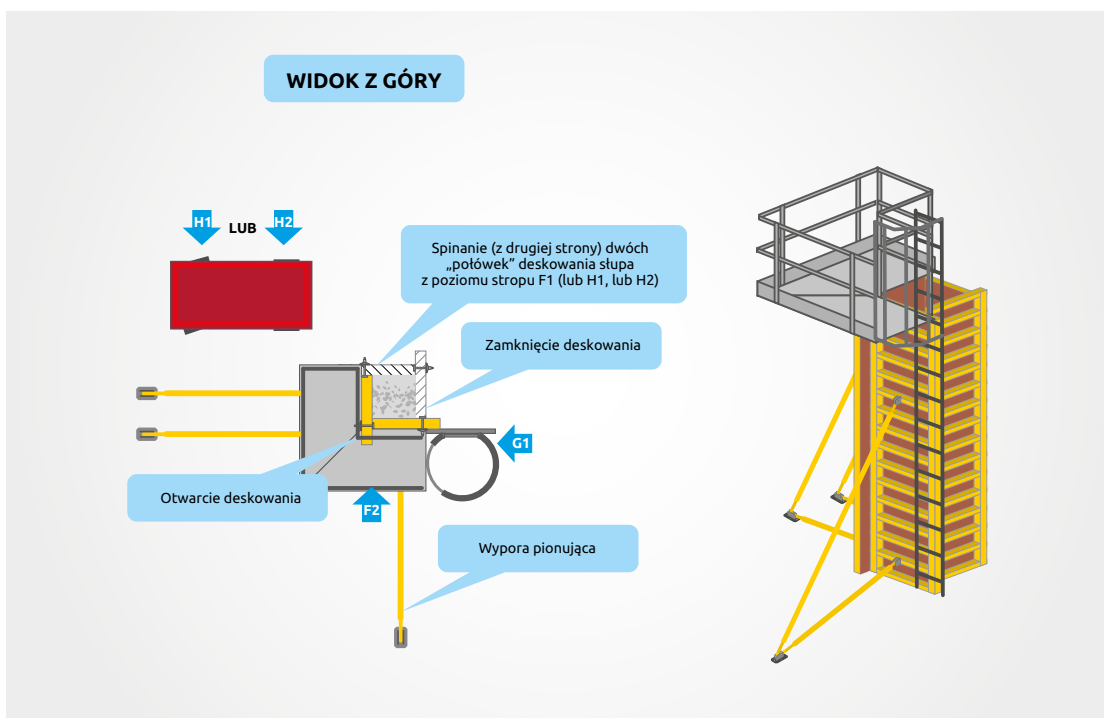 WIDOK Z GÓRY
H1 LUB H2
Spinanie (z drugiej strony) dwóch
„połówek” deskowania słupa
z poziomu stropu F1 (lub H1, lub H2)
Zamknięcie deskowania
G1
Otwarcie deskowania
F2
Wypora pionująca